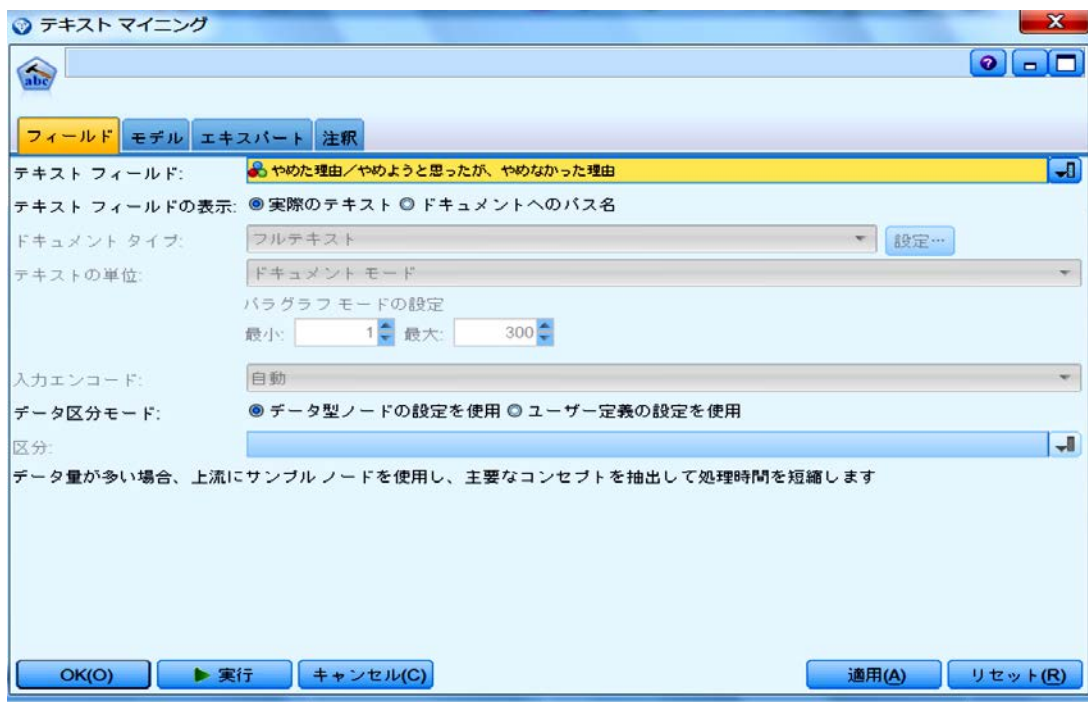 テキスト マイニング
abc
フィールド モデル エキスパート 注釈
テキスト フィールド: やめた理由／やめようと思ったが、やめなかった理由
テキスト フィールドの表示: 実際のテキスト ドキュメントへのパス名
ドキュメント タイプ: フルテキスト 設定…
テキストの単位: ドキュメント モード
パラグラフ モードの設定
最小: 1 最大: 300
入力エンコード: 自動
データ区分モード: データ型ノードの設定を使用 ユーザー定義の設定を使用
区分:
データ量が多い場合、上流にサンプル ノードを使用し、主要なコンセプトを抽出して処理時間を短縮します
OK(O) 実行 キャンセル(C) 適用(A) リセット(R)